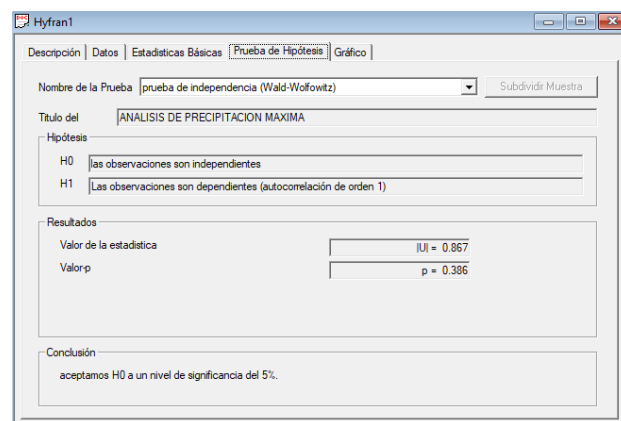 Hyfran1
Descripción Datos Estadisticas Básicas Prueba de Hipótesis Gráfico
Nombre de la Prueba prueba de independencia (Wald-Wolfowitz) Subdividir Muestra
Titulo del ANALISIS DE PRECIPITACION MAXIMA
Hipótesis
H0 las observaciones son independientes
H1 Las observaciones son dependientes (autocorrelación de orden 1)
Resultados
Valor de la estadistica |U| = 0.867
Valor-p p = 0.386
Conclusión
aceptamos H0 a un nivel de significancia del 5%.